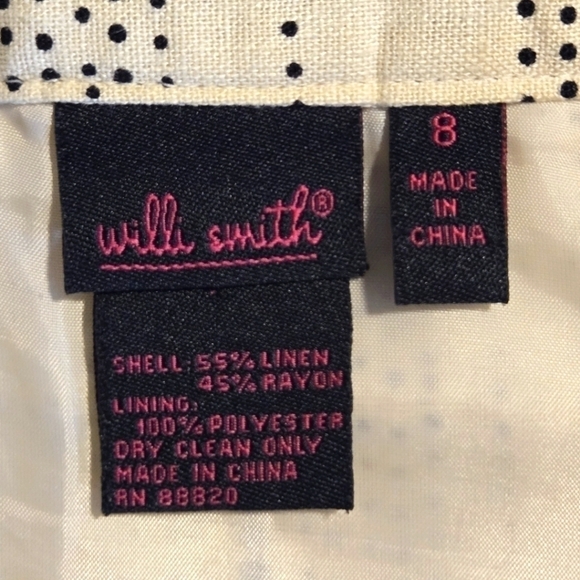 willi smith®
8
MADE
IN
CHINA
SHELL: 55% LINEN
45% RAYON
LINING:
100% POLYESTER
DRY CLEAN ONLY
MADE IN CHINA
RN 88820